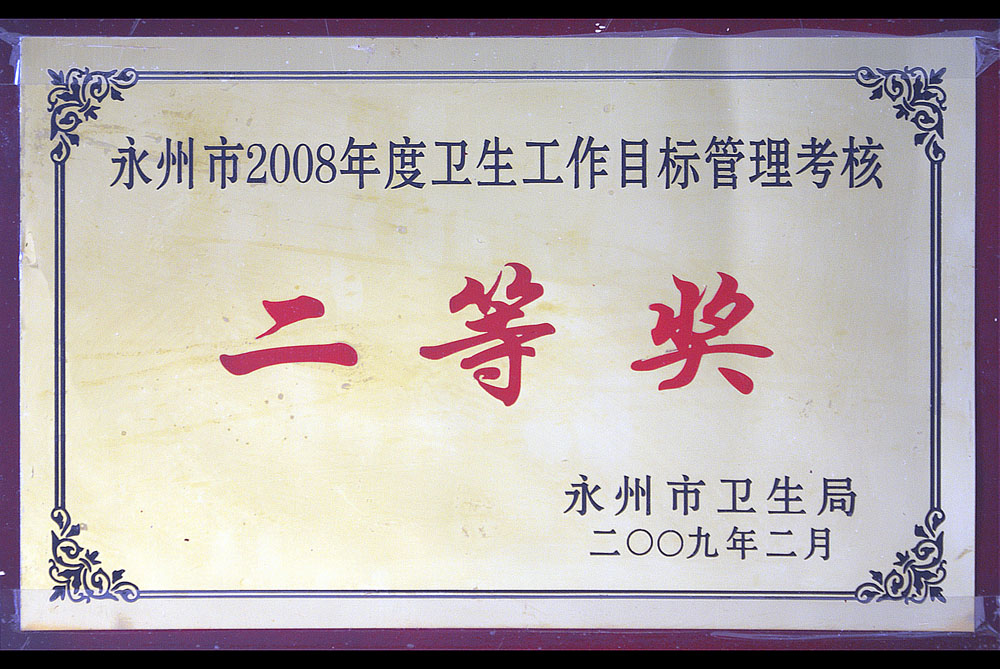 永州市2008年度卫生工作目标管理考核
二等奖
永州市卫生局
二〇〇九年二月